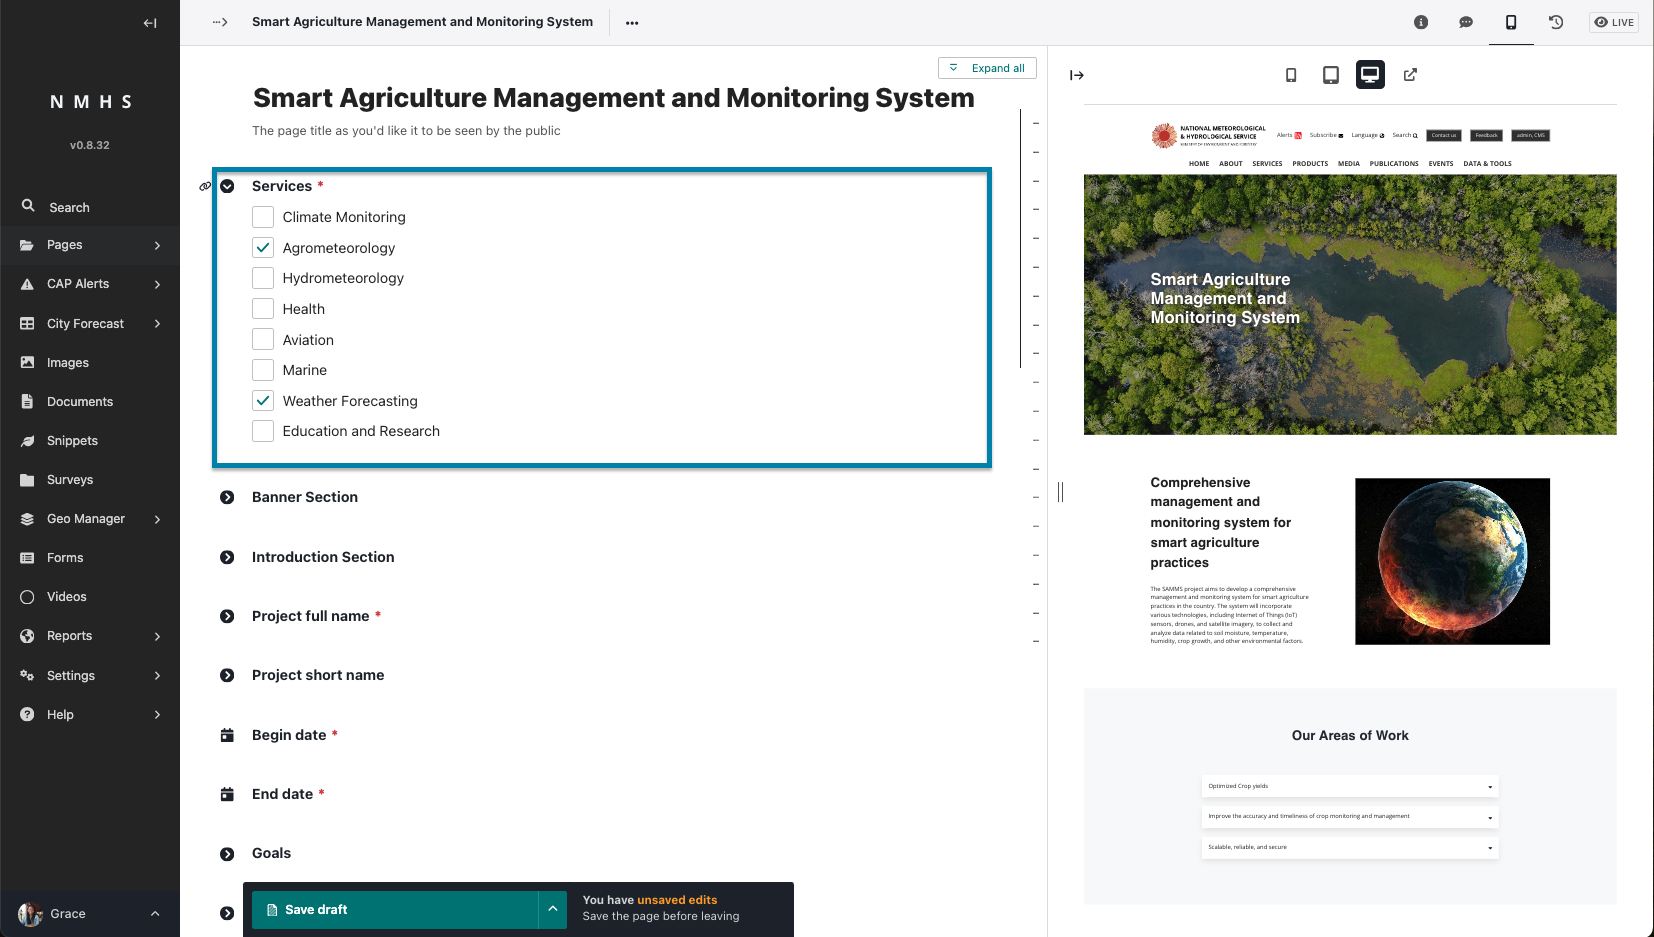 NMHS
v0.8.32
Search
Pages
CAP Alerts
City Forecast
Images
Documents
Snippets
Surveys
Geo Manager
Forms
Videos
Reports
Settings
Help
Grace
Smart Agriculture Management and Monitoring System
LIVE
Expand all
Smart Agriculture Management and Monitoring System
The page title as you'd like it to be seen by the public
Services *
Climate Monitoring
Agrometeorology
Hydrometeorology
Health
Aviation
Marine
Weather Forecasting
Education and Research
Banner Section
Introduction Section
Project full name *
Project short name
Begin date *
End date *
Goals
Save draft
You have unsaved edits
Save the page before leaving
NATIONAL METEOROLOGICAL
& HYDROLOGICAL SERVICE
MINISTRY OF ENVIRONMENT AND FORESTRY
Alerts
Subscribe
Language
Search
Contact us
Feedback
admin, CMS
HOME ABOUT SERVICES PRODUCTS MEDIA PUBLICATIONS EVENTS DATA & TOOLS
Smart Agriculture
Management and
Monitoring System
Comprehensive
management and
monitoring system for
smart agriculture
practices
The SAMMS project aims to develop a comprehensive
management and monitoring system for smart agriculture
practices in the country. The system will incorporate
various technologies, including Internet of Things (IoT)
sensors, drones, and satellite imagery, to collect and
analyze data related to soil moisture, temperature,
humidity, crop growth, and other environmental factors.
Our Areas of Work
Optimized Crop yields
Improve the accuracy and timeliness of crop monitoring and management
Scalable, reliable, and secure